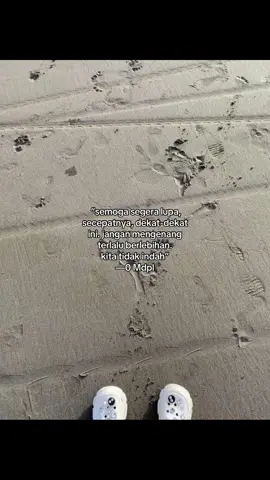 "semoga segera lupa,
secepatnya, dekat-dekat
ini, jangan mengenang
terlalu berlebihan.
kita tidak indah"
—0 Mdpl